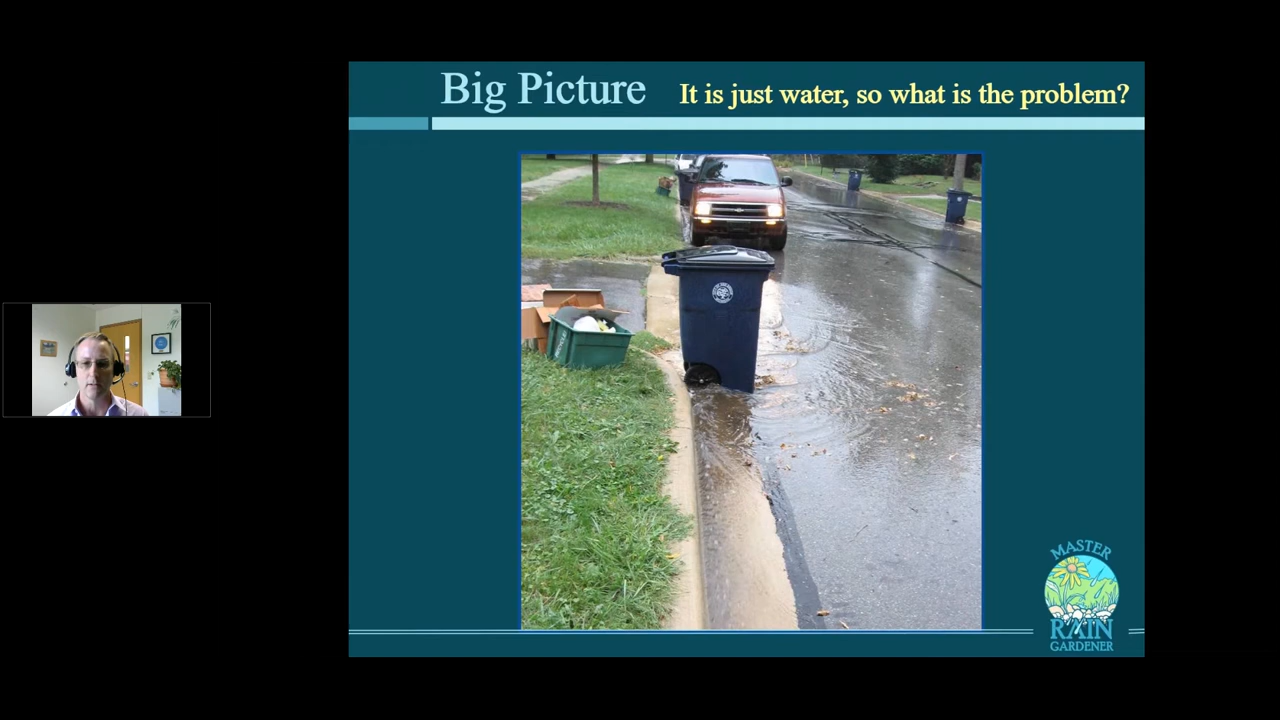 Big Picture It is just water, so what is the problem?
MASTER
RAIN
GARDENER